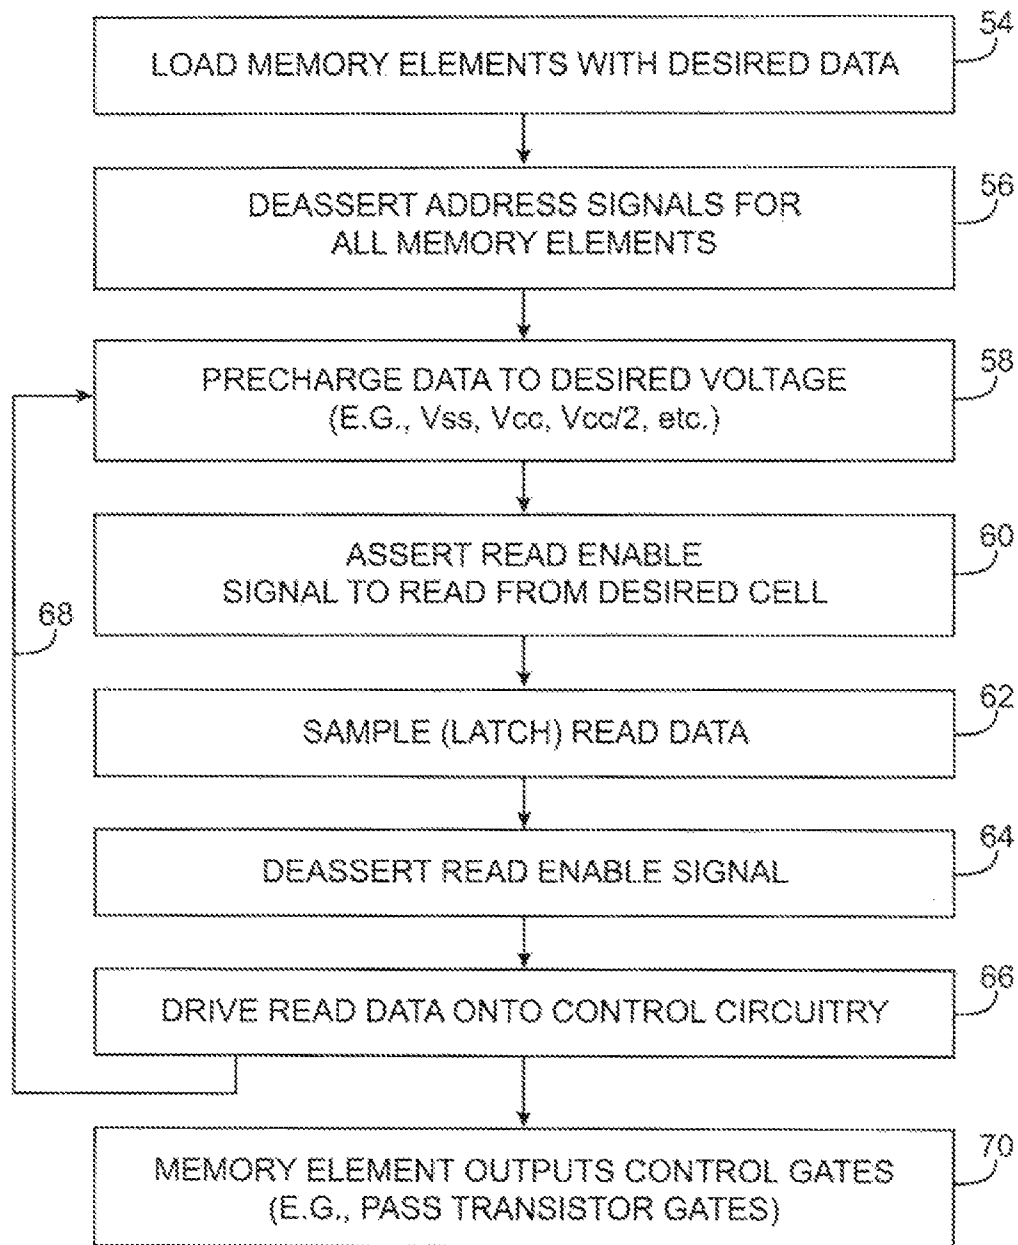 54
LOAD MEMORY ELEMENTS WITH DESIRED DATA
56
DEASSERT ADDRESS SIGNALS FOR
ALL MEMORY ELEMENTS
58
PRECHARGE DATA TO DESIRED VOLTAGE
(E.G., Vss, Vcc, Vcc/2, etc.)
60
ASSERT READ ENABLE
SIGNAL TO READ FROM DESIRED CELL
68
62
SAMPLE (LATCH) READ DATA
64
DEASSERT READ ENABLE SIGNAL
66
DRIVE READ DATA ONTO CONTROL CIRCUITRY
70
MEMORY ELEMENT OUTPUTS CONTROL GATES
(E.G., PASS TRANSISTOR GATES)